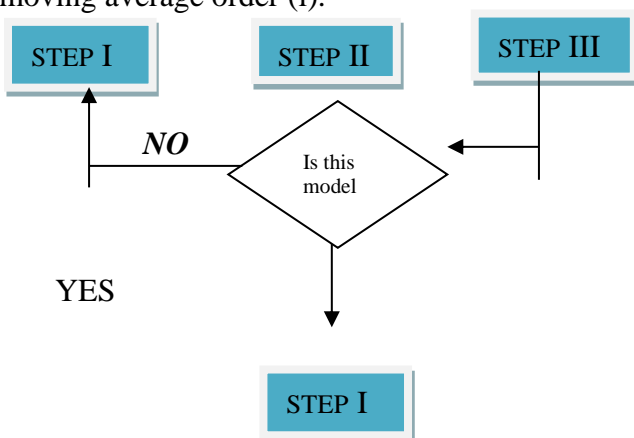 moving average order (i).
STEP I
STEP II
STEP III
NO
Is this
model
YES
STEP I